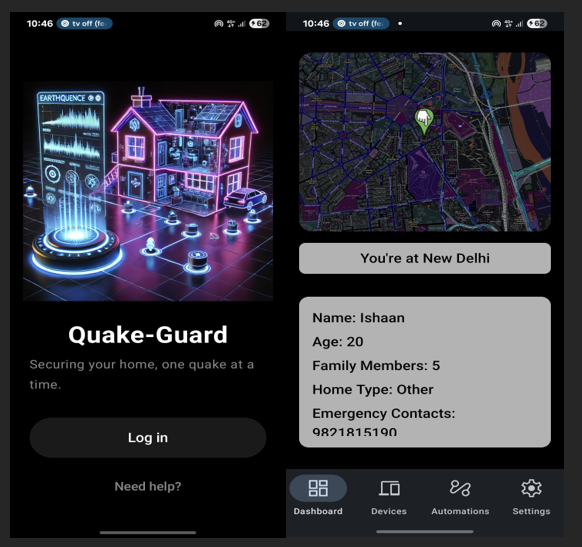 10:46
tv off (fe
62
EARTHQUENCE
Quake-Guard
Securing your home, one quake at a
time.
Log in
Need help?
10:46
tv off (fe
62
You're at New Delhi
Name: Ishaan
Age: 20
Family Members: 5
Home Type: Other
Emergency Contacts:
9821815190
Dashboard
Devices
Automations
Settings